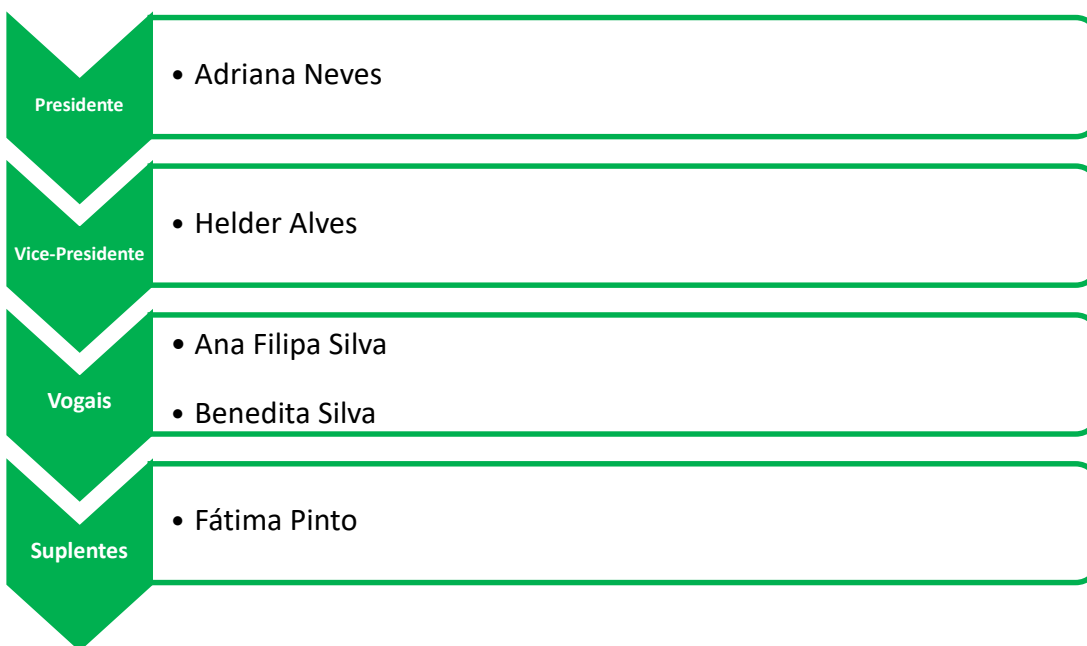 Presidente
• Adriana Neves
Vice-Presidente
• Helder Alves
Vogais
• Ana Filipa Silva
• Benedita Silva
Suplentes
• Fátima Pinto